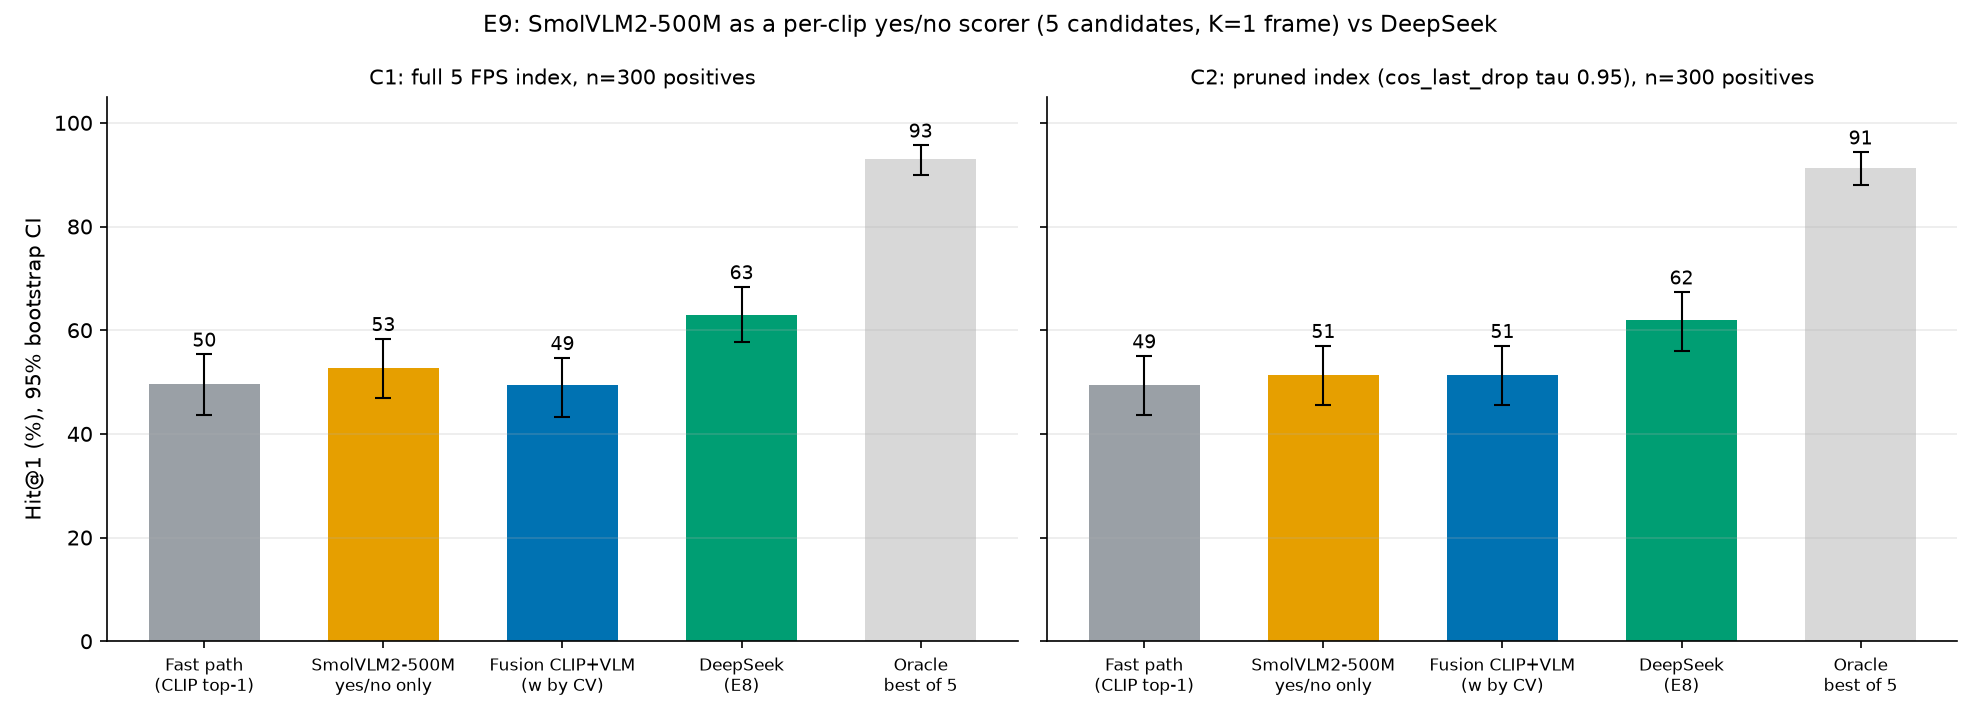 E9: SmolVLM2-500M as a per-clip yes/no scorer (5 candidates, K=1 frame) vs DeepSeek
C1: full 5 FPS index, n=300 positives
Hit@1 (%), 95% bootstrap CI
100
80
60
40
20
0
50
53
49
63
93
Fast path
(CLIP top-1)
SmolVLM2-500M
yes/no only
Fusion CLIP+VLM
(w by CV)
DeepSeek
(E8)
Oracle
best of 5
C2: pruned index (cos_last_drop tau 0.95), n=300 positives
49
51
51
62
91
Fast path
(CLIP top-1)
SmolVLM2-500M
yes/no only
Fusion CLIP+VLM
(w by CV)
DeepSeek
(E8)
Oracle
best of 5